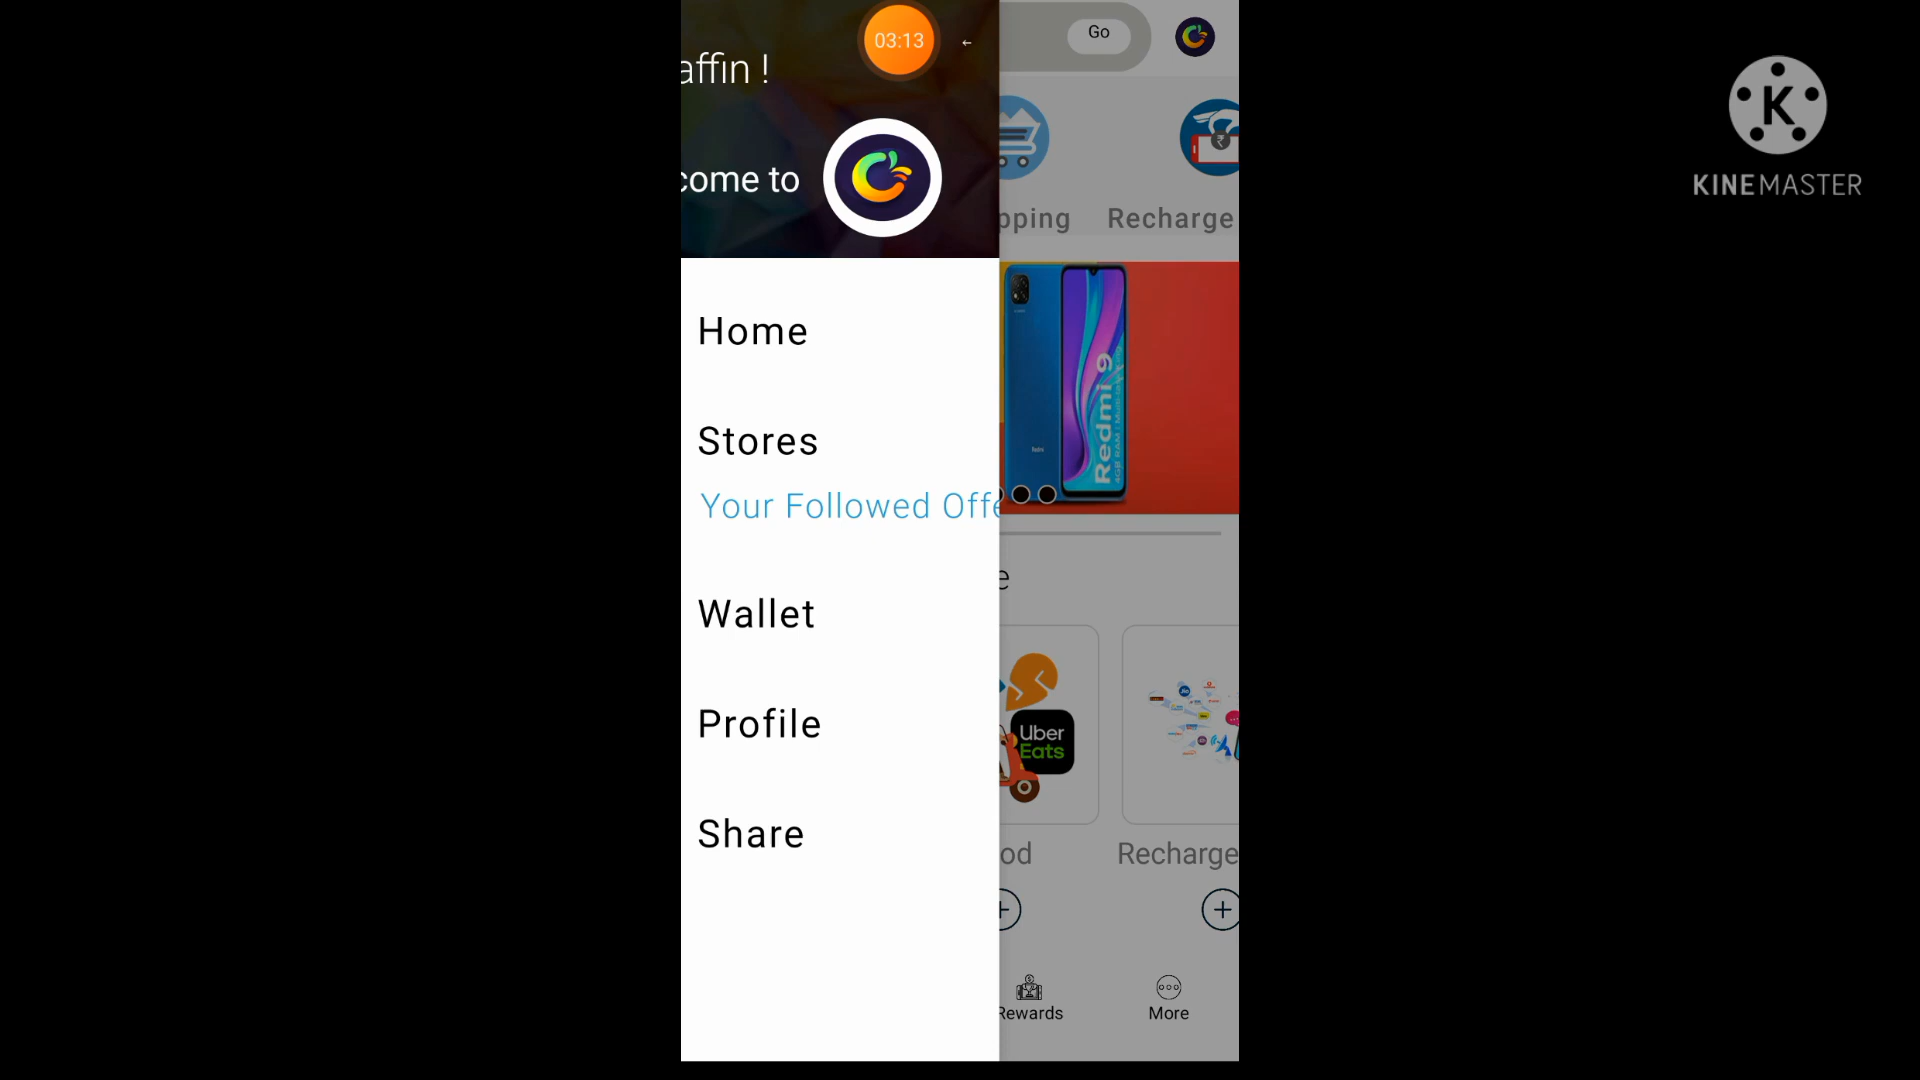 03:13
←
Go
affin !
come to
KINEMASTER
pping
Recharge
Home
Redmi 9
Stores
Your Followed Offe
e
Wallet
Uber
Eats
Profile
Share
od
Recharge
Rewards
More